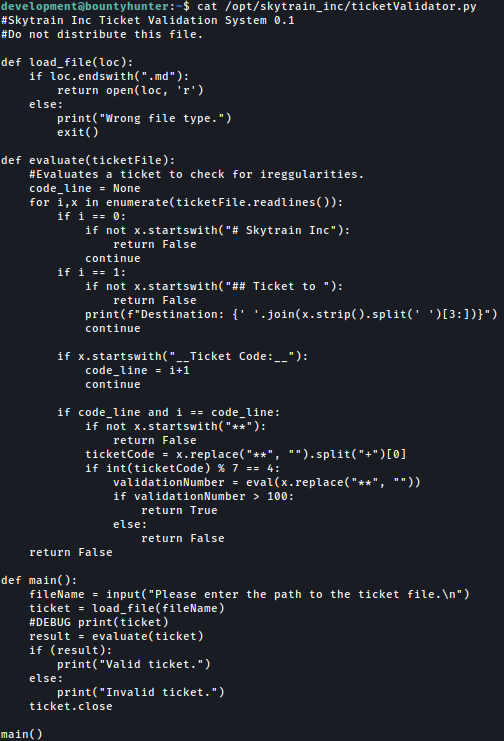 development@bountyhunter:~$ cat /opt/skytrain_inc/ticketValidator.py
#Skytrain Inc Ticket Validation System 0.1
#Do not distribute this file.

def load_file(loc):
    if loc.endswith(".md"):
        return open(loc, 'r')
    else:
        print("Wrong file type.")
        exit()

def evaluate(ticketFile):
    #Evaluates a ticket to check for ireggularities.
    code_line = None
    for i,x in enumerate(ticketFile.readlines()):
        if i == 0:
            if not x.startswith("# Skytrain Inc"):
                return False
            continue
        if i == 1:
            if not x.startswith("## Ticket to "):
                return False
            print(f"Destination: {' '.join(x.strip().split(' ')[3:])}")
            continue

        if x.startswith("__Ticket Code:__"):
            code_line = i+1
            continue

        if code_line and i == code_line:
            if not x.startswith("**"):
                return False
            ticketCode = x.replace("**", "").split("+")[0]
            if int(ticketCode) % 7 == 4:
                validationNumber = eval(x.replace("**", ""))
                if validationNumber > 100:
                    return True
                else:
                    return False
    return False

def main():
    fileName = input("Please enter the path to the ticket file.\n")
    ticket = load_file(fileName)
    #DEBUG print(ticket)
    result = evaluate(ticket)
    if (result):
        print("Valid ticket.")
    else:
        print("Invalid ticket.")
    ticket.close

main()